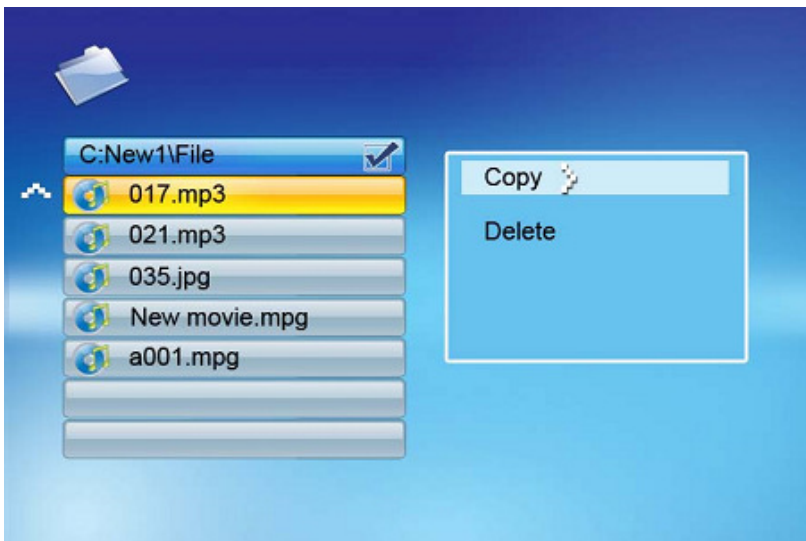 C:New1\File
017.mp3
021.mp3
035.jpg
New movie.mpg
a001.mpg
Copy
Delete